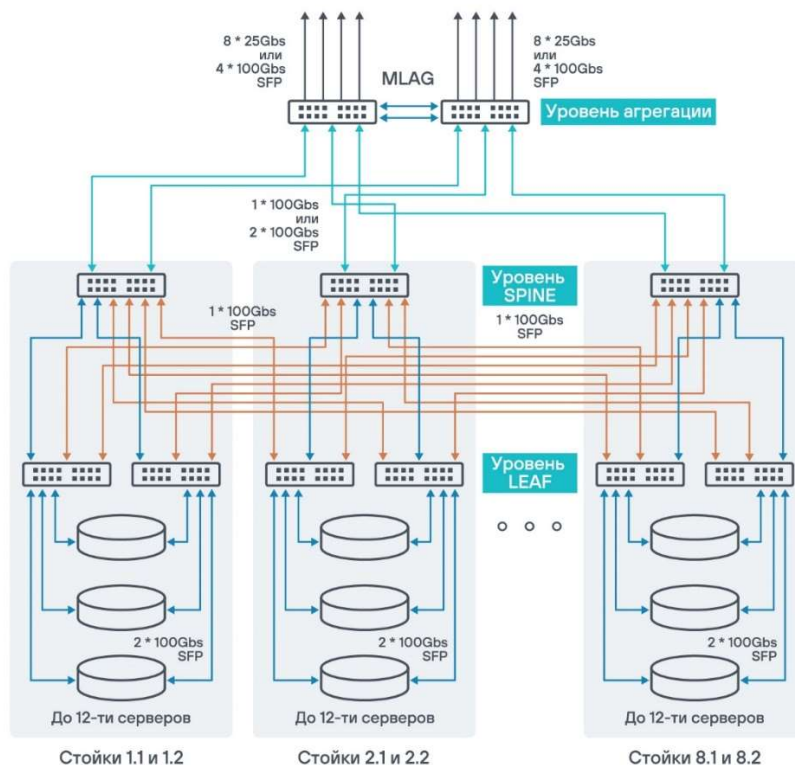 8 * 25Gbs
или
4 * 100Gbs
SFP
MLAG
8 * 25Gbs
или
4 * 100Gbs
SFP
Уровень агрегации
1 * 100Gbs
или
2 * 100Gbs
SFP
Уровень
SPINE
1 * 100Gbs
SFP
1 * 100Gbs
SFP
Уровень
LEAF
2 * 100Gbs
SFP
2 * 100Gbs
SFP
2 * 100Gbs
SFP
До 12-ти серверов
До 12-ти серверов
До 12-ти серверов
Стойки 1.1 и 1.2
Стойки 2.1 и 2.2
Стойки 8.1 и 8.2